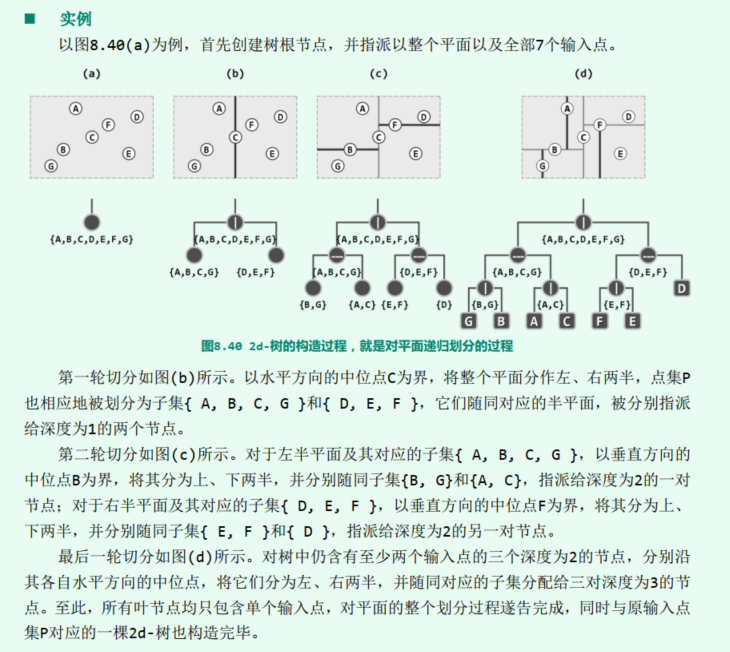 ■ 实例
以图8.40(a)为例，首先创建树根节点，并指派以整个平面以及全部7个输入点。
(a) (b) (c) (d)
A D F C B E G
A D F C B E G
A D F C B E G
A D F C B E G
{A,B,C,D,E,F,G} {A,B,C,D,E,F,G} {A,B,C,D,E,F,G} {A,B,C,D,E,F,G}
{A,B,C,G} {D,E,F} {A,B,C,G} {D,E,F} {A,B,C,G} {D,E,F}
{B,G} {A,C} {E,F} {D} {B,G} {A,C} {E,F} D
G B A C F E
图8.40 2d-树的构造过程，就是对平面递归划分的过程
第一轮切分如图(b)所示。以水平方向的中位点C为界，将整个平面分作左、右两半，点集P
也相应地被划分为子集{ A, B, C, G }和{ D, E, F }，它们随同对应的半平面，被分别指派
给深度为1的两个节点。
第二轮切分如图(c)所示。对于左半平面及其对应的子集{ A, B, C, G }，以垂直方向的
中位点B为界，将其分为上、下两半，并分别随同子集{B, G}和{A, C}，指派给深度为2的一对
节点；对于右半平面及其对应的子集{ D, E, F }，以垂直方向的中位点F为界，将其分为上、
下两半，并分别随同子集{ E, F }和{ D }，指派给深度为2的另一对节点。
最后一轮切分如图(d)所示。对树中仍含有至少两个输入点的三个深度为2的节点，分别沿
其各自水平方向的中位点，将它们分为左、右两半，并随同对应的子集分配给三对深度为3的节
点。至此，所有叶节点均只包含单个输入点，对平面的整个划分过程遂告完成，同时与原输入点
集P对应的一棵2d-树也构造完毕。